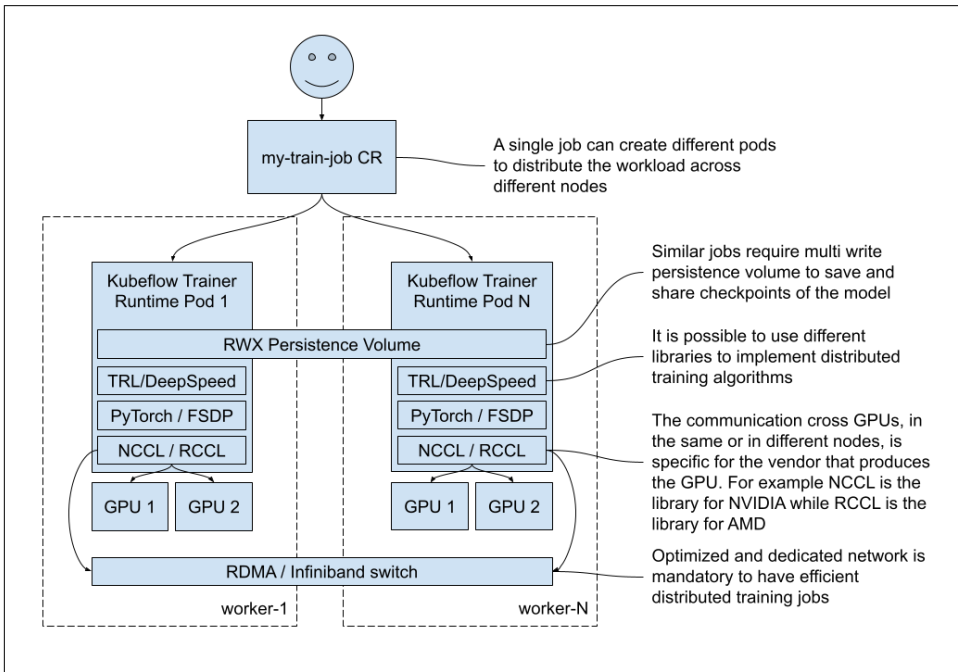 my-train-job CR
A single job can create different pods
to distribute the workload across
different nodes
Kubeflow Trainer
Runtime Pod 1
Kubeflow Trainer
Runtime Pod N
Similar jobs require multi write
persistence volume to save and
share checkpoints of the model
RWX Persistence Volume
It is possible to use different
libraries to implement distributed
training algorithms
TRL/DeepSpeed
PyTorch / FSDP
NCCL / RCCL
TRL/DeepSpeed
PyTorch / FSDP
NCCL / RCCL
The communication cross GPUs, in
the same or in different nodes, is
specific for the vendor that produces
the GPU. For example NCCL is the
library for NVIDIA while RCCL is the
library for AMD
GPU 1
GPU 2
GPU 1
GPU 2
RDMA / Infiniband switch
Optimized and dedicated network is
mandatory to have efficient
distributed training jobs
worker-1
worker-N